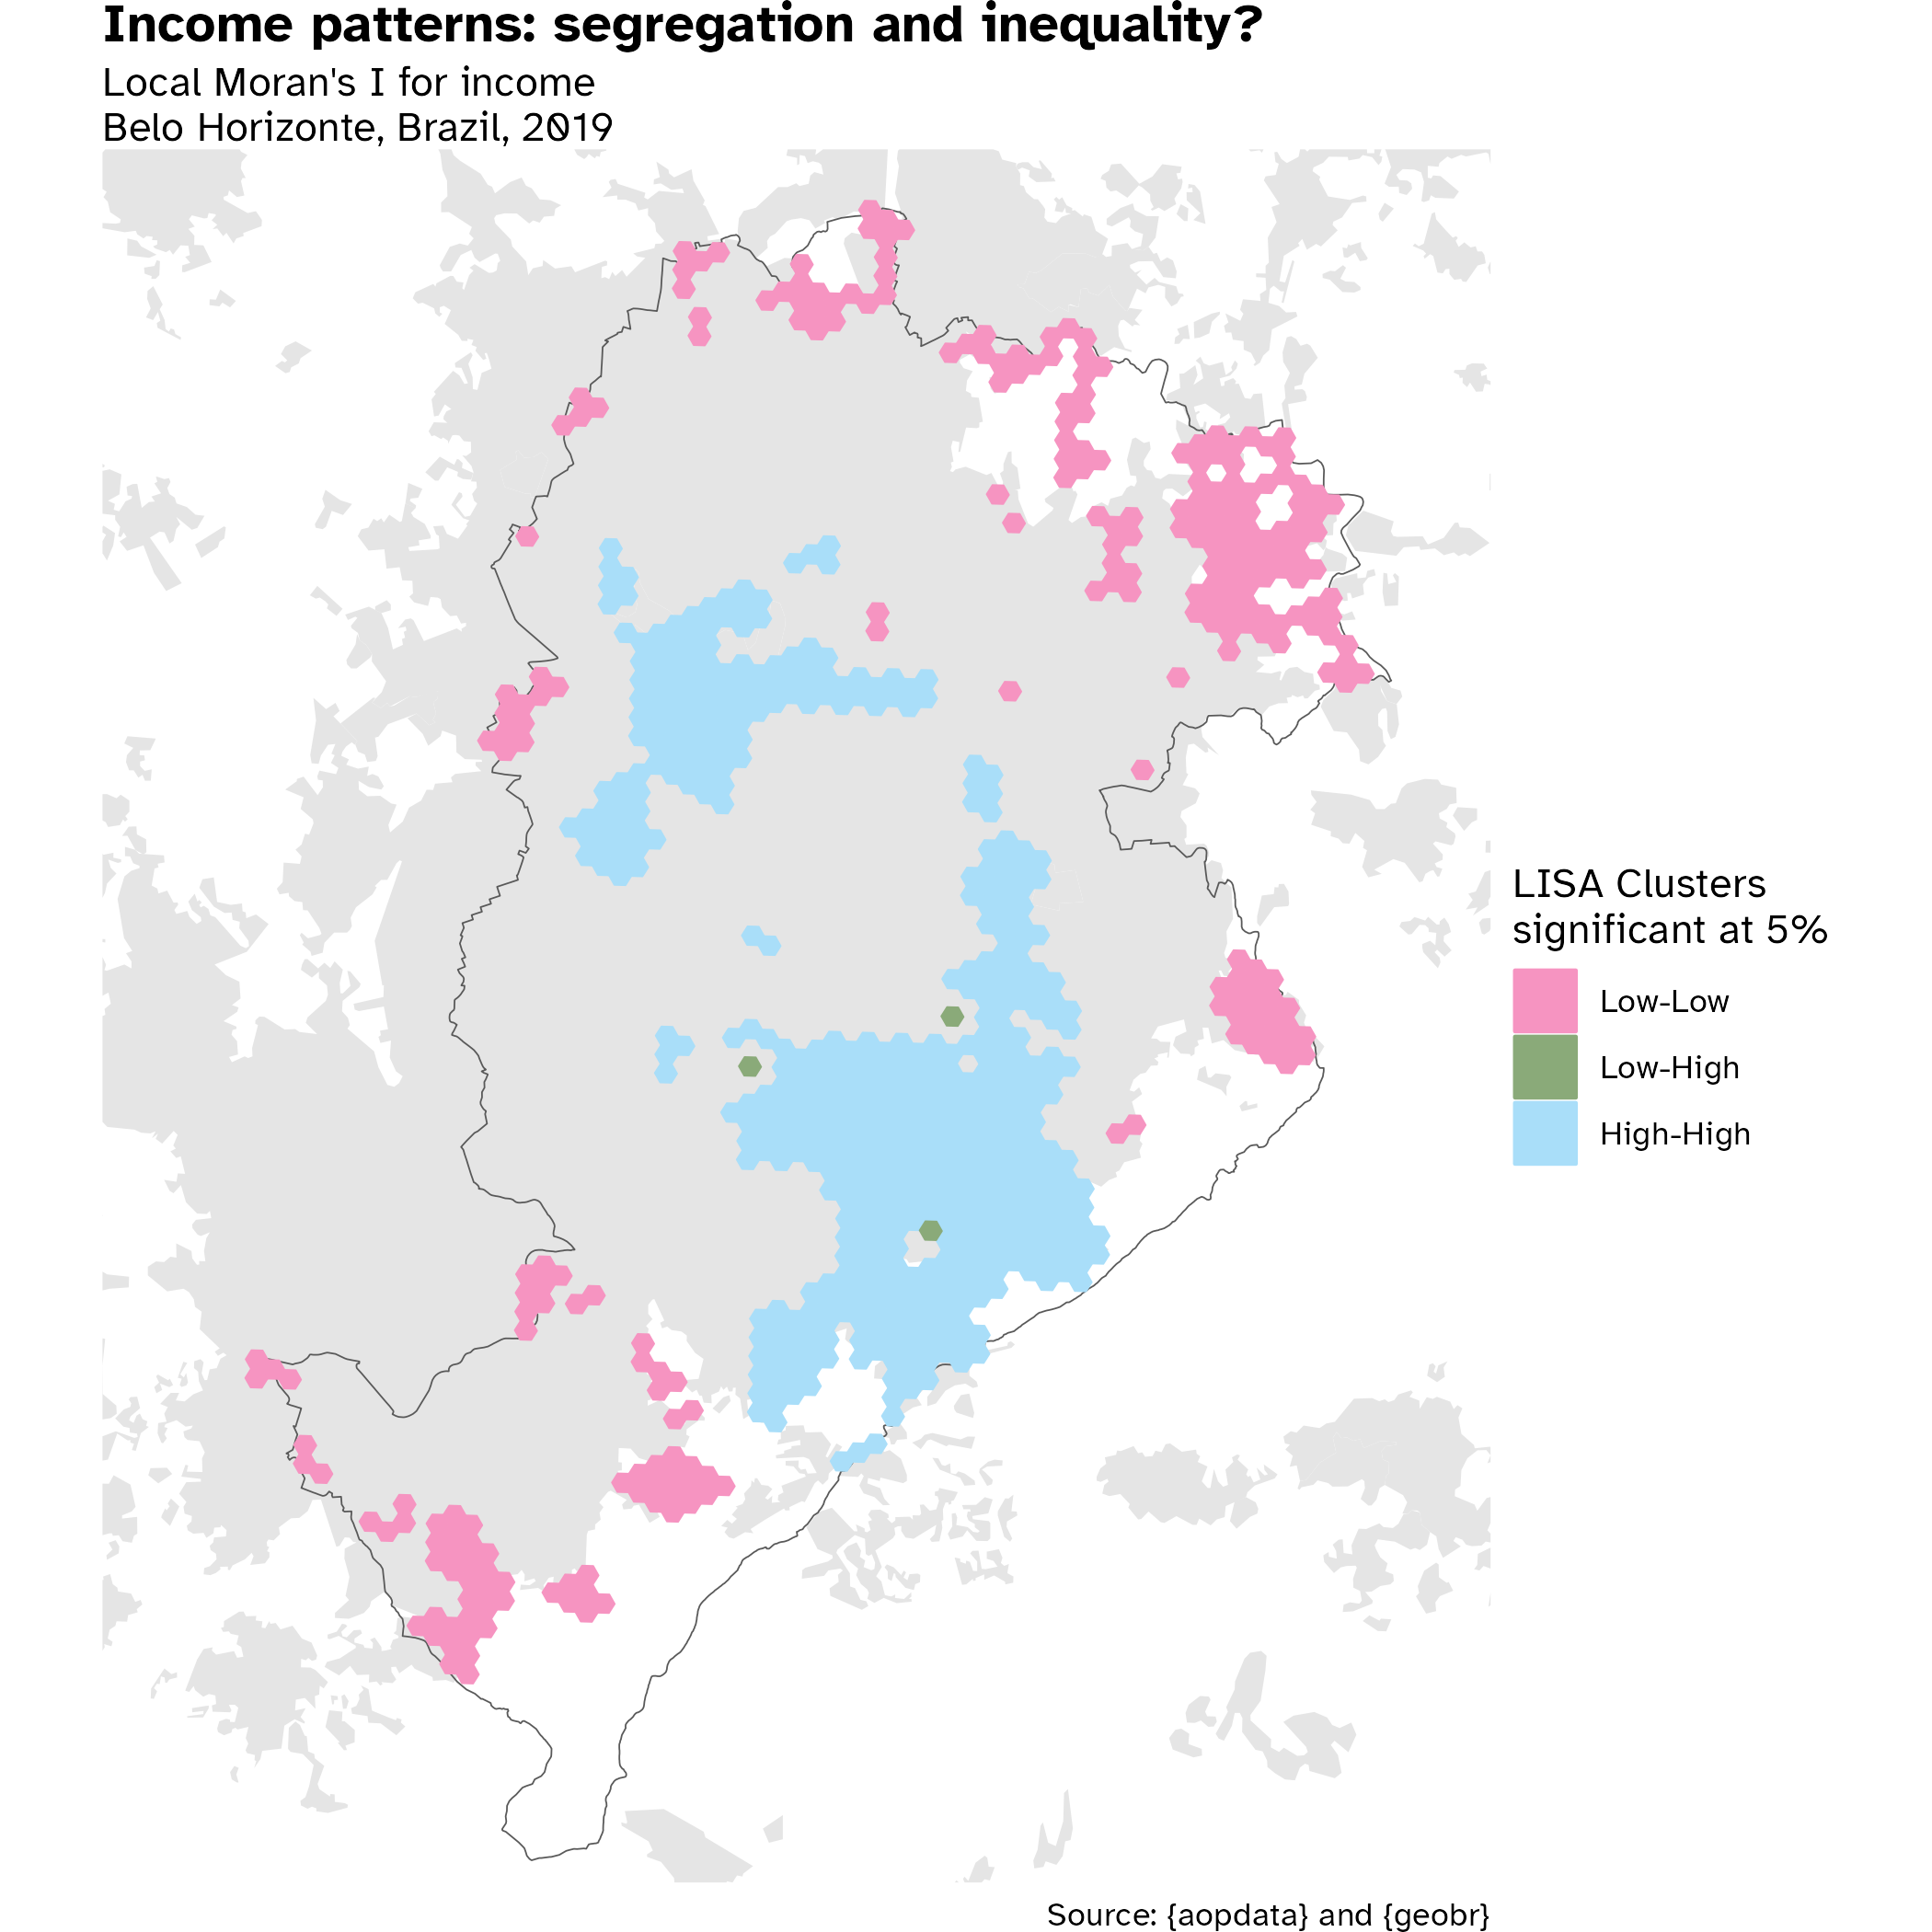 Income patterns: segregation and inequality?
Local Moran's I for income
Belo Horizonte, Brazil, 2019
LISA Clusters
significant at 5%
Low-Low
Low-High
High-High
Source: {aopdata} and {geobr}